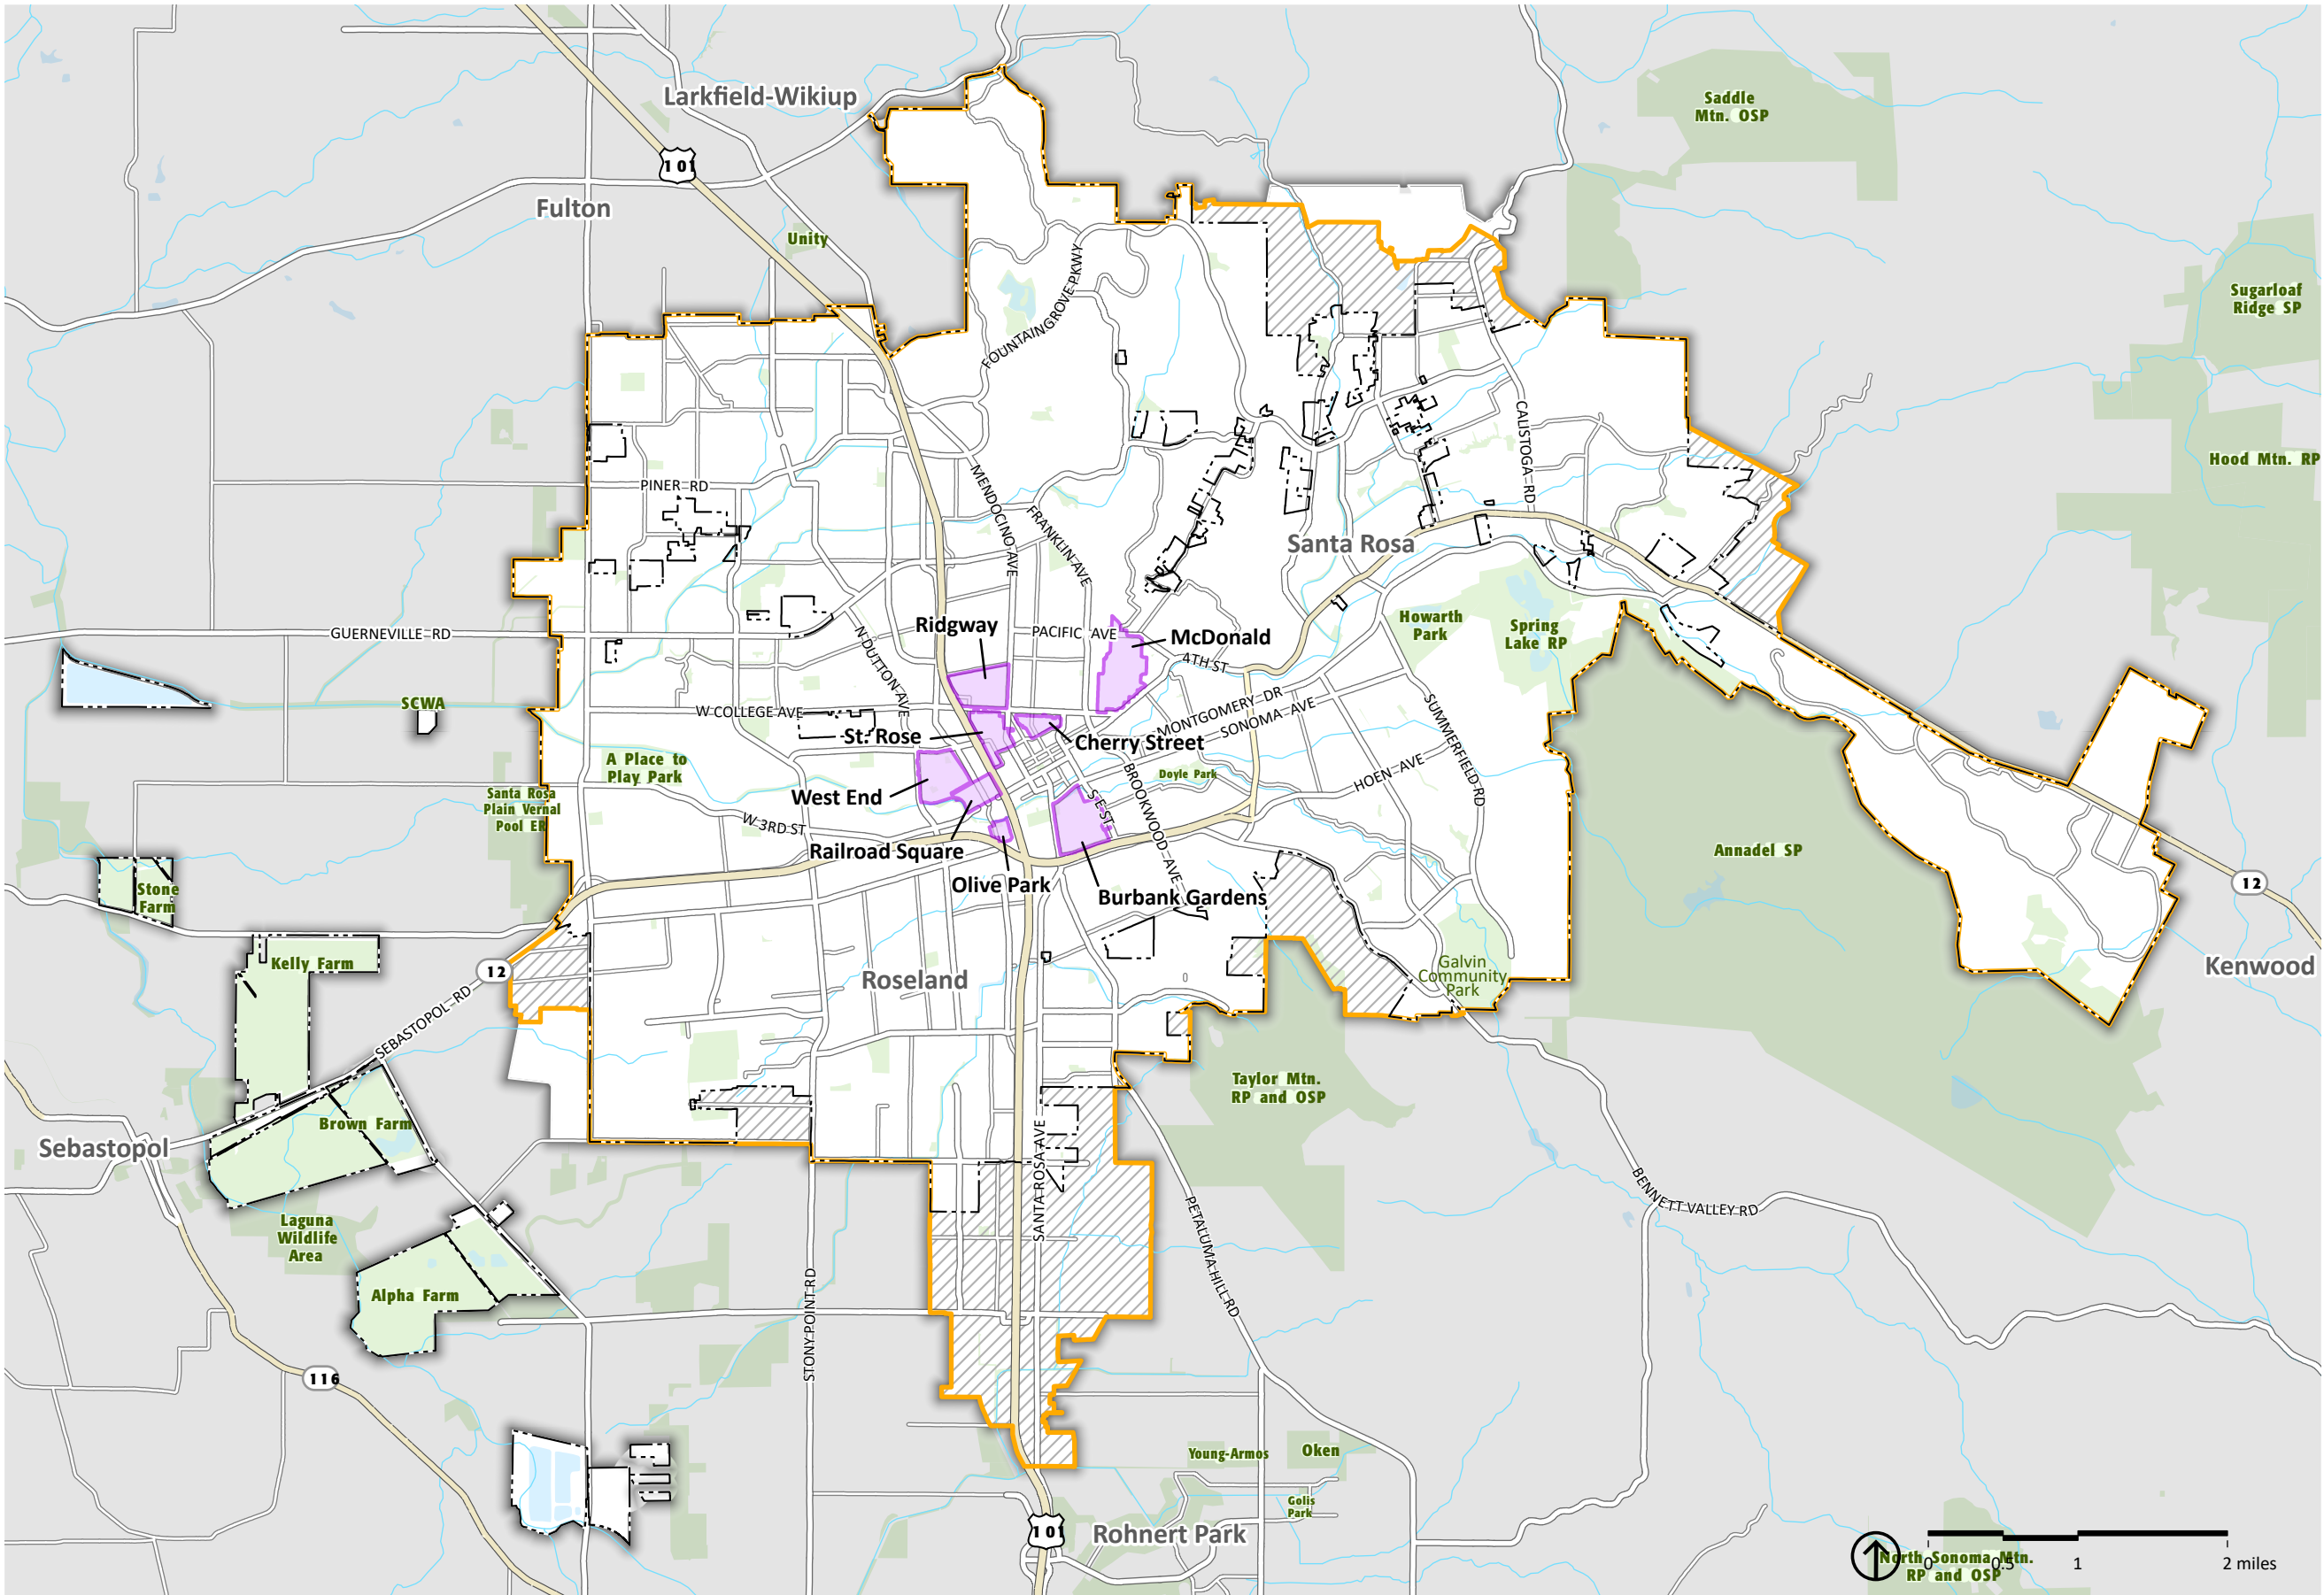 Larkfield-Wikiup
Saddle
Mtn. OSP
101
Fulton
Unity
FOUNTAINGROVE PKWY
Sugarloaf
Ridge SP
Hood Mtn. RP
CALISTOGA RD
PINER RD
MENDOCINO AVE
FRANKLIN AVE
Santa Rosa
Ridgway
PACIFIC AVE
McDonald
Howarth
Park
Spring
Lake RP
GUERNEVILLE RD
N DUTTON AVE
4TH ST
SCWA
W COLLEGE AVE
MONTGOMERY DR
SONOMA AVE
SUMMERFIELD RD
St. Rose
Cherry Street
A Place to
Play Park
Doyle Park
HOEN AVE
BROOKWOOD AVE
S E ST
West End
Santa Rosa
Plain Vernal
Pool ER
W 3RD ST
Railroad Square
Annadel SP
Olive Park
Burbank Gardens
12
Stone
Farm
Kelly Farm
12
Roseland
Galvin
Community
Park
Kenwood
SEBASTOPOL RD
Taylor Mtn.
RP and OSP
Brown Farm
Sebastopol
SANTA ROSA AVE
Laguna
Wildlife
Area
PETALUMA HILL RD
BENNETT VALLEY RD
Alpha Farm
STONY POINT RD
116
Young-Armos
Oken
Golis
Park
101
Rohnert Park
North Sonoma Mtn.
RP and OSP
0 0.5 1 2 miles